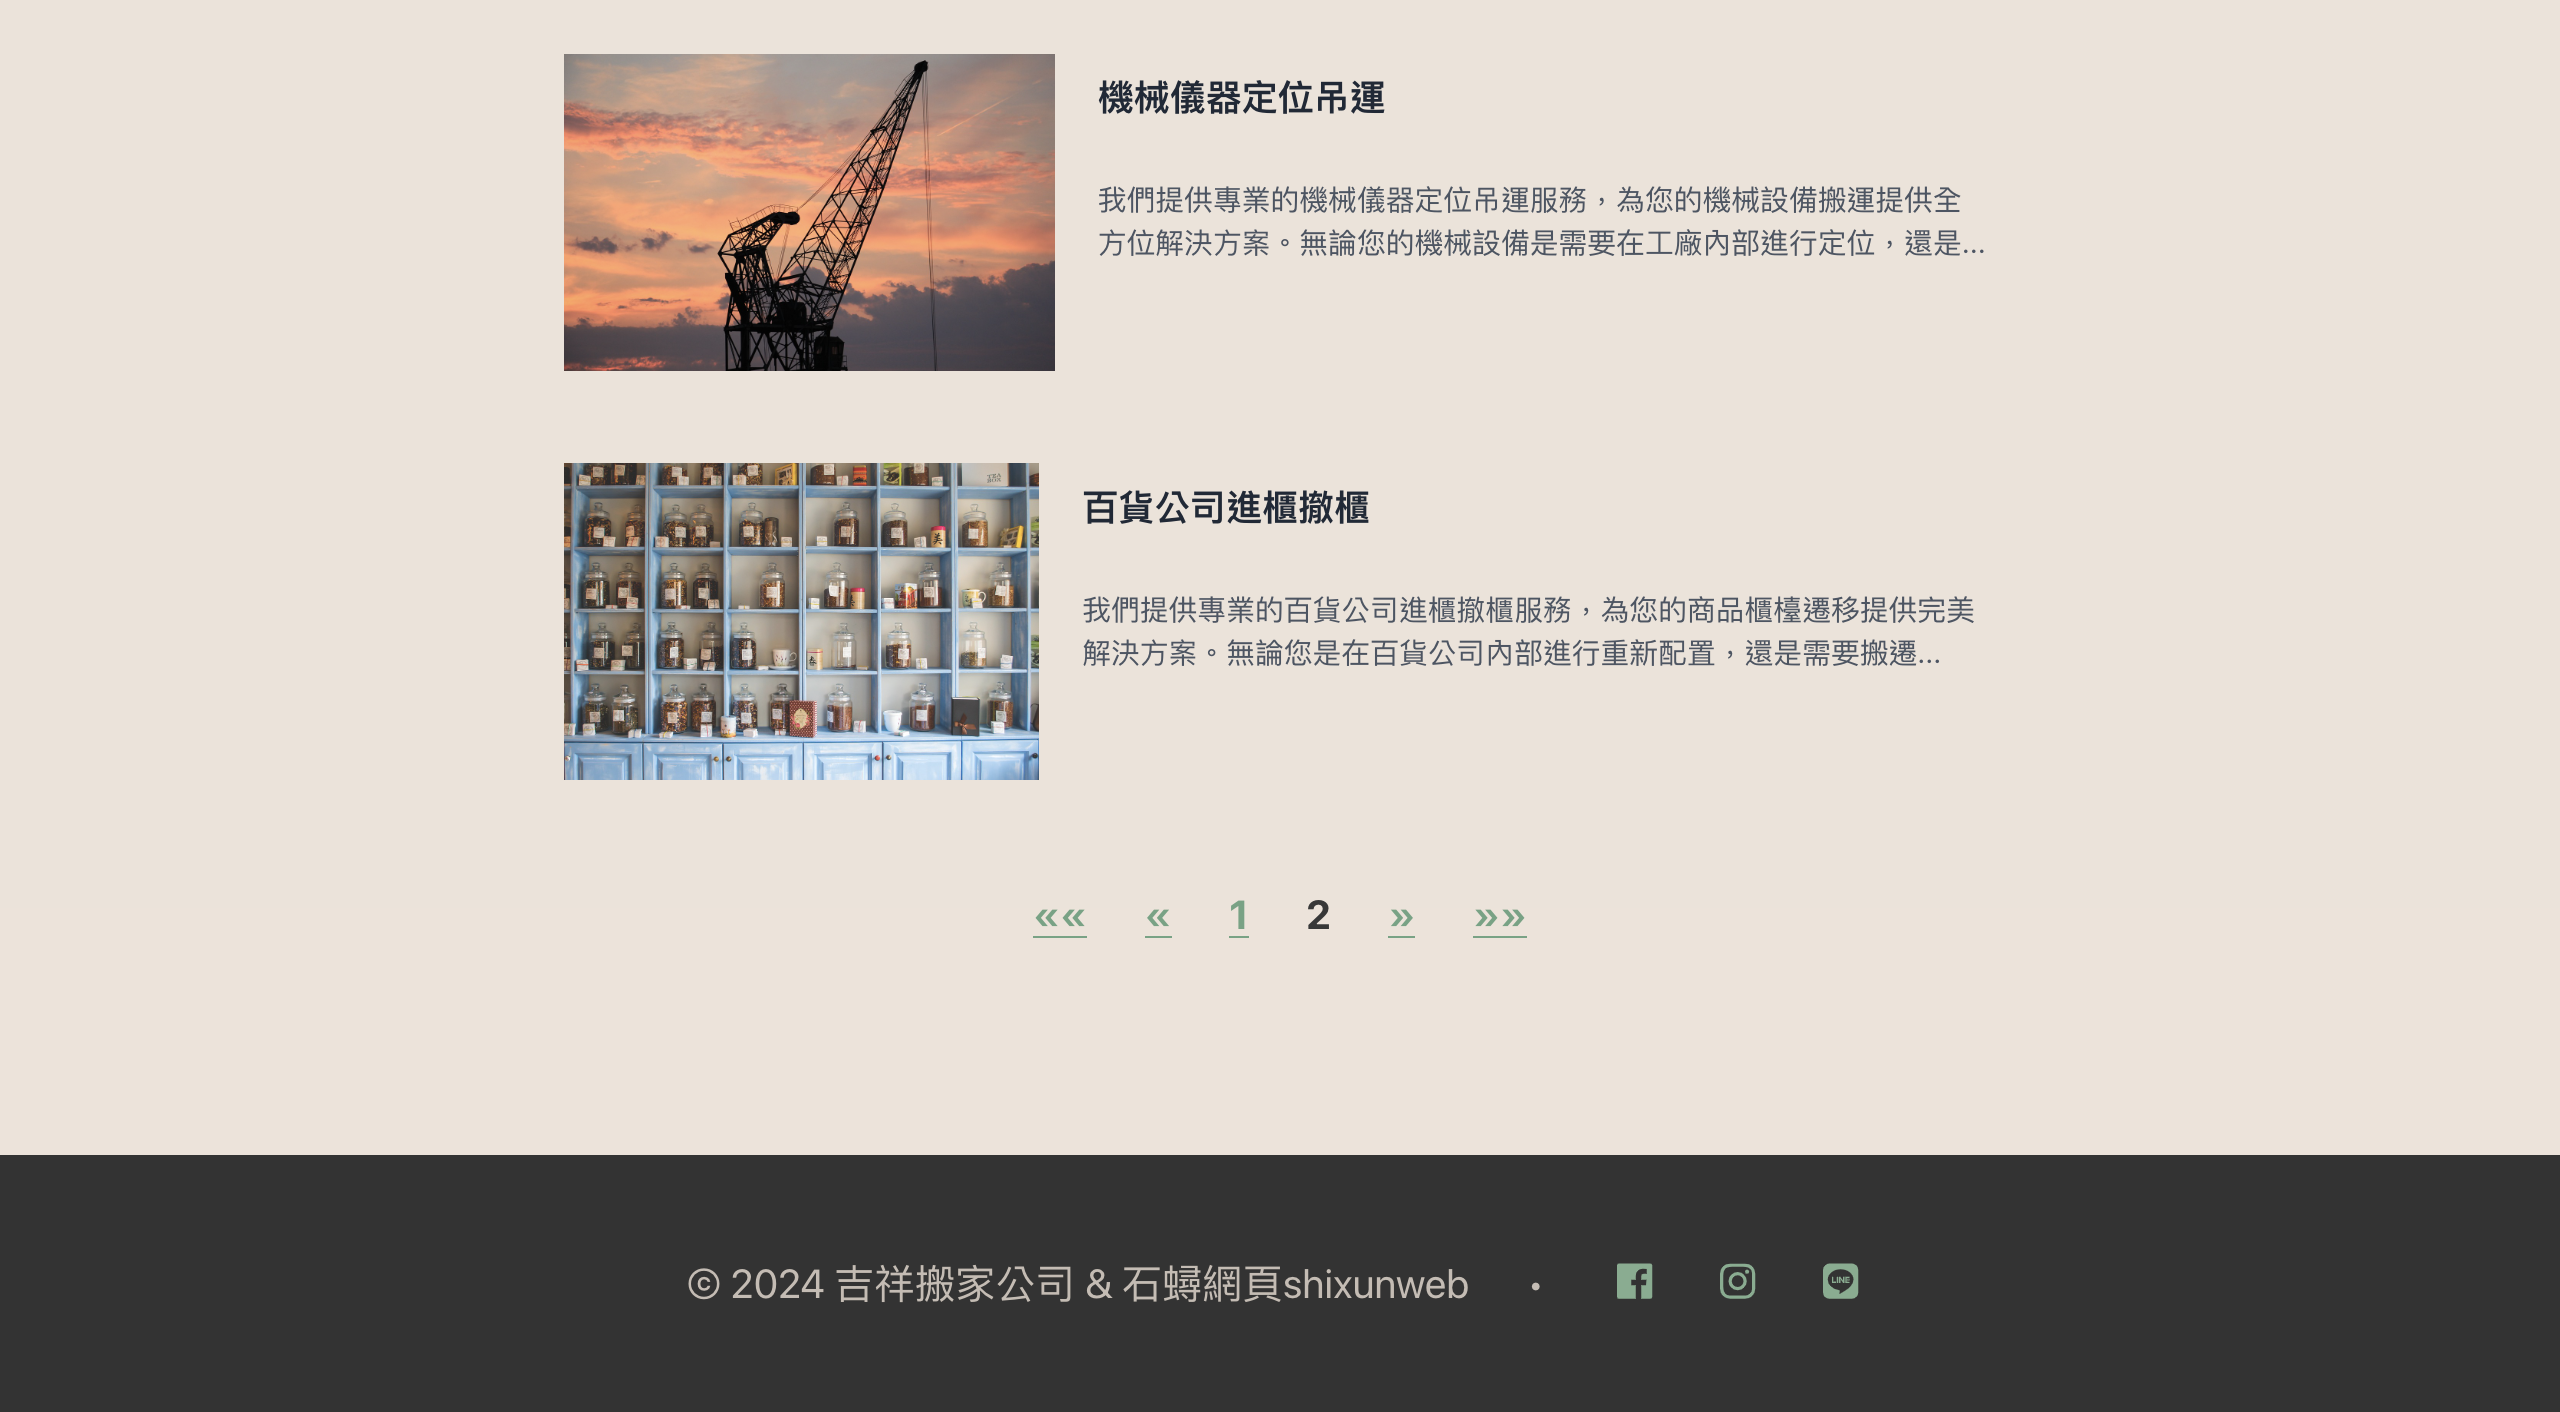 機械儀器定位吊運
我們提供專業的機械儀器定位吊運服務，為您的機械設備搬運提供全
方位解決方案。無論您的機械設備是需要在工廠內部進行定位，還是...
百貨公司進櫃撤櫃
我們提供專業的百貨公司進櫃撤櫃服務，為您的商品櫃檯遷移提供完美
解決方案。無論您是在百貨公司內部進行重新配置，還是需要搬遷...
«« « 1 2 » »»
© 2024 吉祥搬家公司 & 石蟳網頁shixunweb •
LINE